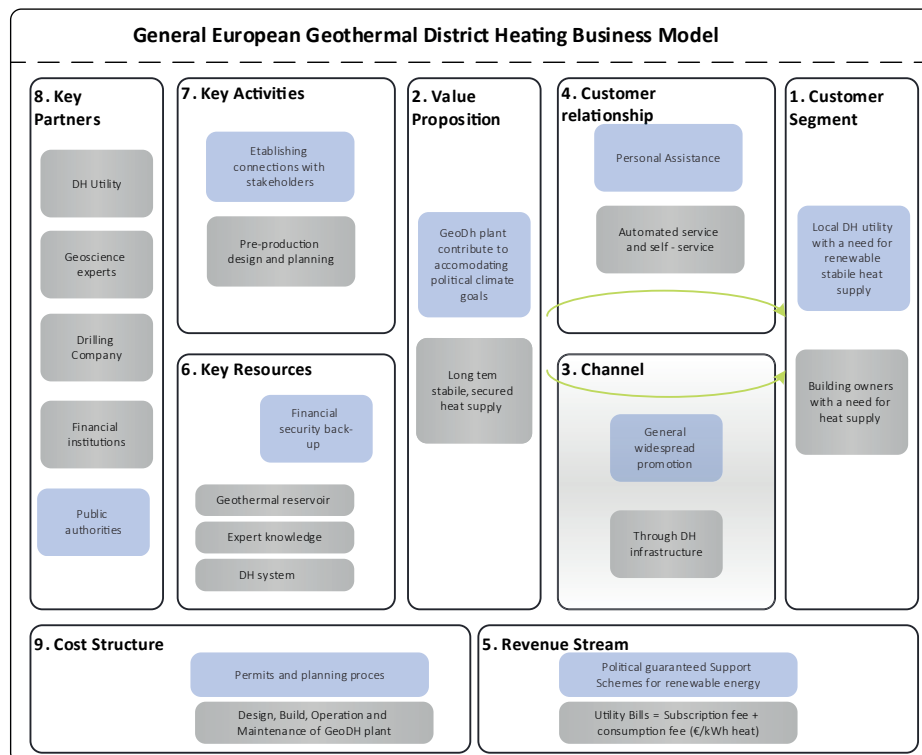 General European Geothermal District Heating Business Model
8. Key
Partners
DH Utility
Geoscience
experts
Drilling
Company
Financial
institutions
Public
authorities
7. Key Activities
Etablishing
connections with
stakeholders
Pre-production
design and planning
6. Key Resources
Financial
security back-
up
Geothermal reservoir
Expert knowledge
DH system
2. Value
Proposition
GeoDh plant
contribute to
accomodating
political climate
goals
Long tem
stabile, secured
heat supply
4. Customer
relationship
Personal Assistance
Automated service
and self - service
3. Channel
General
widespread
promotion
Through DH
infrastructure
1. Customer
Segment
Local DH utility
with a need for
renewable
stabile heat
supply
Building owners
with a need for
heat supply
9. Cost Structure
Permits and planning proces
Design, Build, Operation and
Maintenance of GeoDH plant
5. Revenue Stream
Political guaranteed Support
Schemes for renewable energy
Utility Bills = Subscription fee +
consumption fee (€/kWh heat)